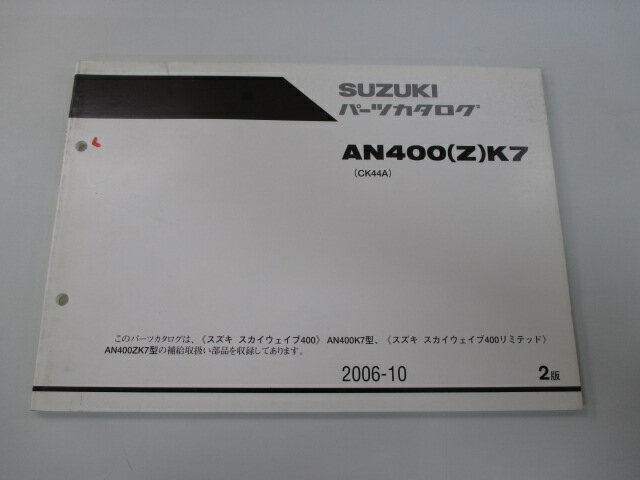 SUZUKI
パーツカタログ
AN400(Z)K7
(CK44A)
このパーツカタログは、《スズキ スカイウェイブ400》 AN400K7型、《スズキ スカイウェイブ400リミテッド》
AN400ZK7型の補給取扱い部品を収録してあります。
2006-10
2版